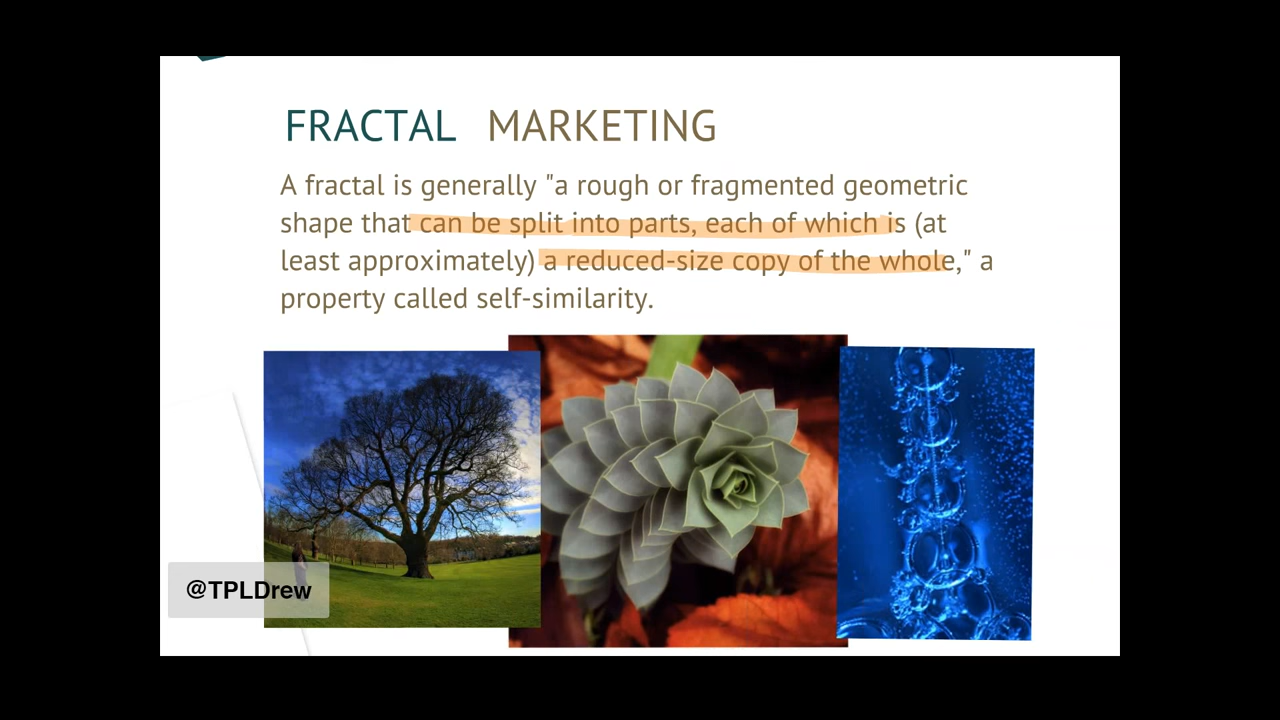 FRACTAL MARKETING
A fractal is generally "a rough or fragmented geometric
shape that can be split into parts, each of which is (at
least approximately) a reduced-size copy of the whole," a
property called self-similarity.
@TPLDrew